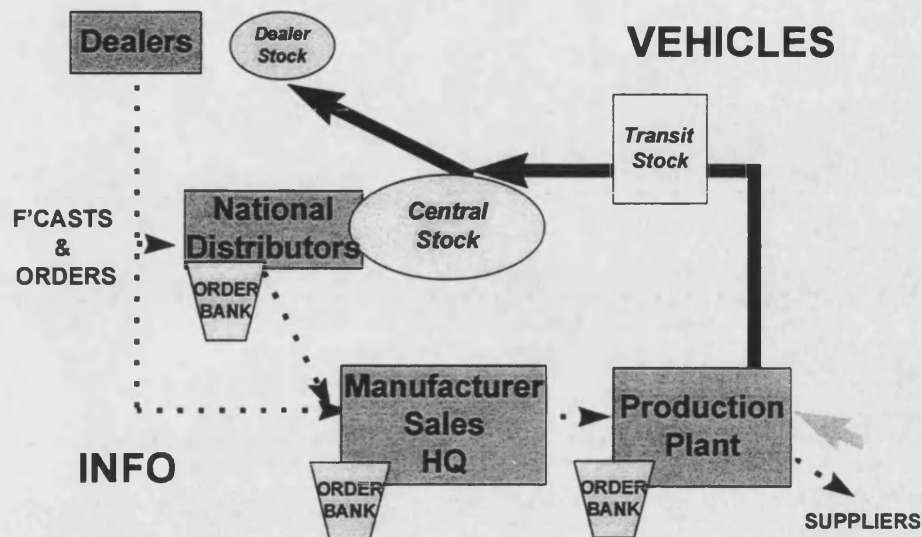 Dealers
Dealer
Stock
VEHICLES
Transit
Stock
F'CASTS
&
ORDERS
National
Distributors
Central
Stock
ORDER
BANK
Manufacturer
Sales
HQ
Production
Plant
INFO
ORDER
BANK
ORDER
BANK
SUPPLIERS